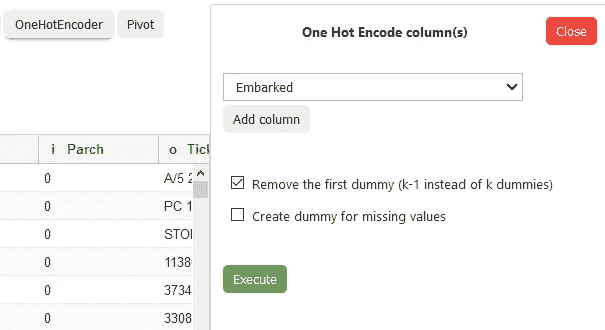 OneHotEncoder Pivot
One Hot Encode column(s)
Close
Embarked
Add column
i Parch o
0 A/5 2
0 PC 1
0
0 1138
0 3734
0 3308
Remove the first dummy (k-1 instead of k dummies)
Create dummy for missing values
Execute